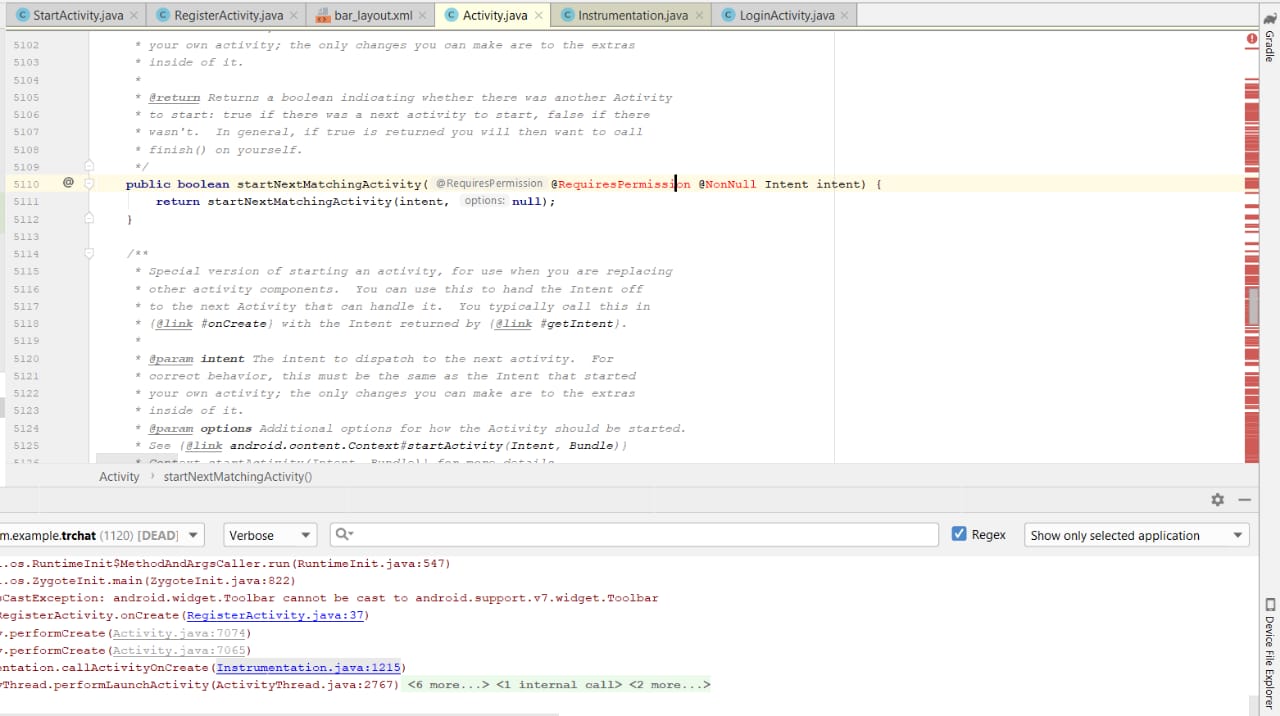 StartActivity.java × RegisterActivity.java × bar_layout.xml × Activity.java × Instrumentation.java × LoginActivity.java ×
Gradle
5102 * your own activity; the only changes you can make are to the extras
5103 * inside of it.
5104 *
5105 * @return Returns a boolean indicating whether there was another Activity
5106 * to start: true if there was a next activity to start, false if there
5107 * wasn't. In general, if true is returned you will then want to call
5108 * finish() on yourself.
5109 */
5110 @ public boolean startNextMatchingActivity( @RequiresPermission @RequiresPermission @NonNull Intent intent) {
5111 return startNextMatchingActivity(intent, options: null);
5112 }
5113
5114 /**
5115 * Special version of starting an activity, for use when you are replacing
5116 * other activity components. You can use this to hand the Intent off
5117 * to the next Activity that can handle it. You typically call this in
5118 * {@link #onCreate} with the Intent returned by {@link #getIntent}.
5119 *
5120 * @param intent The intent to dispatch to the next activity. For
5121 * correct behavior, this must be the same as the Intent that started
5122 * your own activity; the only changes you can make are to the extras
5123 * inside of it.
5124 * @param options Additional options for how the Activity should be started.
5125 * See {@link android.content.Context#startActivity(Intent, Bundle)}
5126 * Context.startActivity(Intent, Bundle)} for more details.
Activity › startNextMatchingActivity()
m.example.trchat (1120) [DEAD] Verbose Regex Show only selected application
.os.RuntimeInit$MethodAndArgsCaller.run(RuntimeInit.java:547)
.os.ZygoteInit.main(ZygoteInit.java:822)
sCastException: android.widget.Toolbar cannot be cast to android.support.v7.widget.Toolbar
RegisterActivity.onCreate(RegisterActivity.java:37)
y.performCreate(Activity.java:7074)
y.performCreate(Activity.java:7065)
entation.callActivityOnCreate(Instrumentation.java:1215)
yThread.performLaunchActivity(ActivityThread.java:2767) <6 more...> <1 internal call> <2 more...>
Device File Explorer